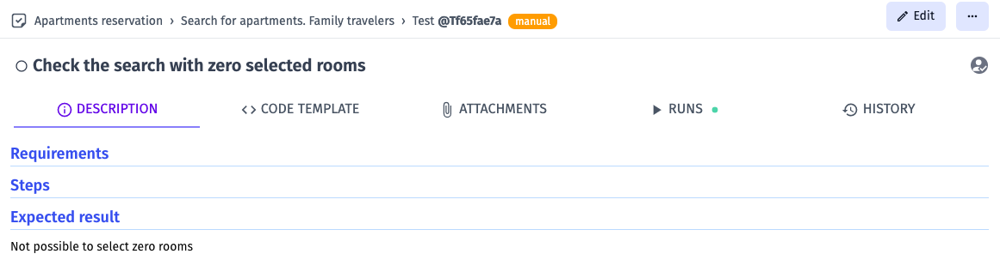 Apartments reservation › Search for apartments. Family travelers › Test @Tf65fae7a manual
Edit ...
Check the search with zero selected rooms
DESCRIPTION <> CODE TEMPLATE ATTACHMENTS RUNS HISTORY
Requirements
Steps
Expected result
Not possible to select zero rooms